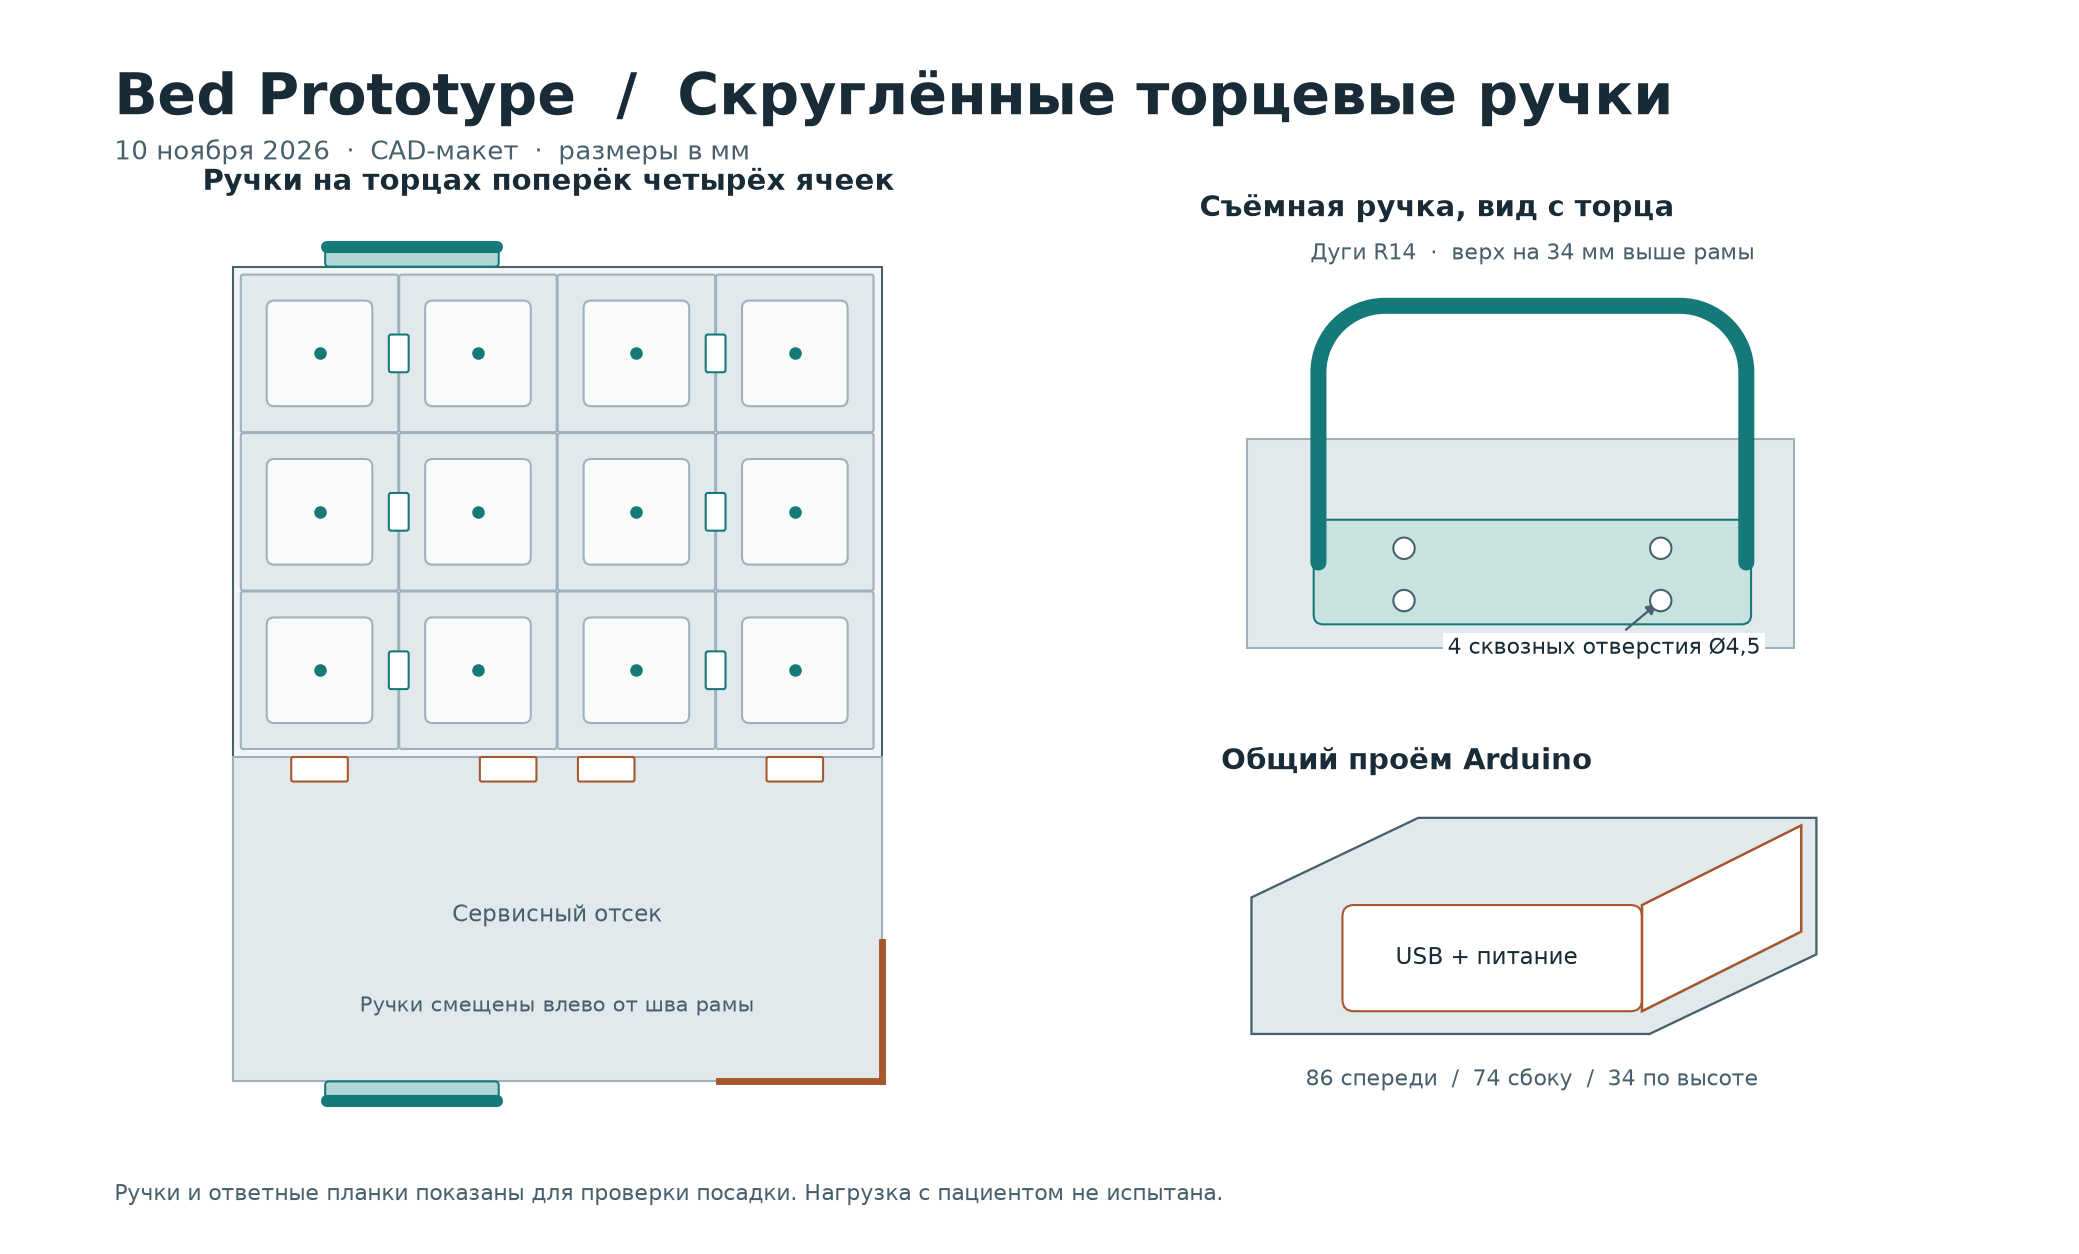 Bed Prototype / Скруглённые торцевые ручки
10 ноября 2026 · CAD-макет · размеры в мм
Ручки на торцах поперёк четырёх ячеек
Сервисный отсек
Ручки смещены влево от шва рамы
Съёмная ручка, вид с торца
Дуги R14 · верх на 34 мм выше рамы
4 сквозных отверстия Ø4,5
Общий проём Arduino
USB + питание
86 спереди / 74 сбоку / 34 по высоте
Ручки и ответные планки показаны для проверки посадки. Нагрузка с пациентом не испытана.